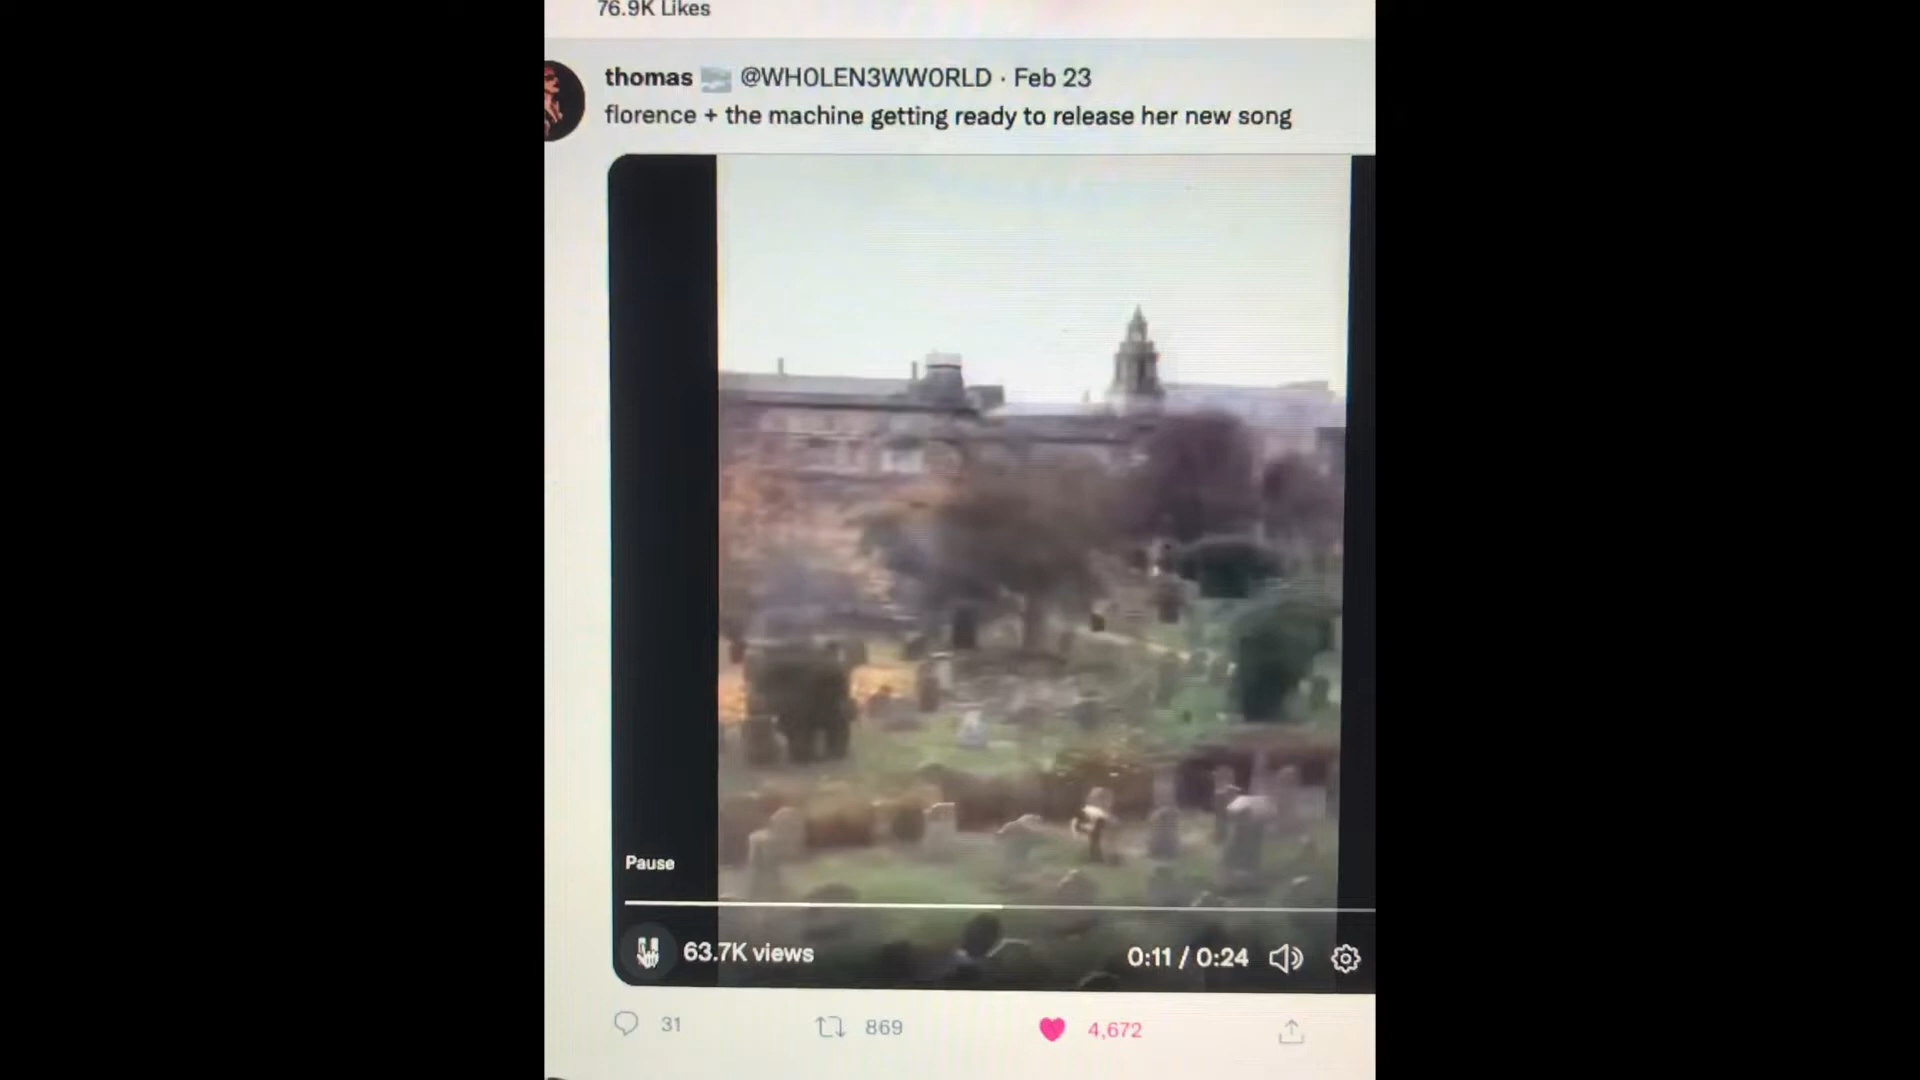 76.9K Likes
thomas @WH0LEN3WW0RLD · Feb 23
florence + the machine getting ready to release her new song
Pause
63.7K views
0:11 / 0:24
31
869
4,672